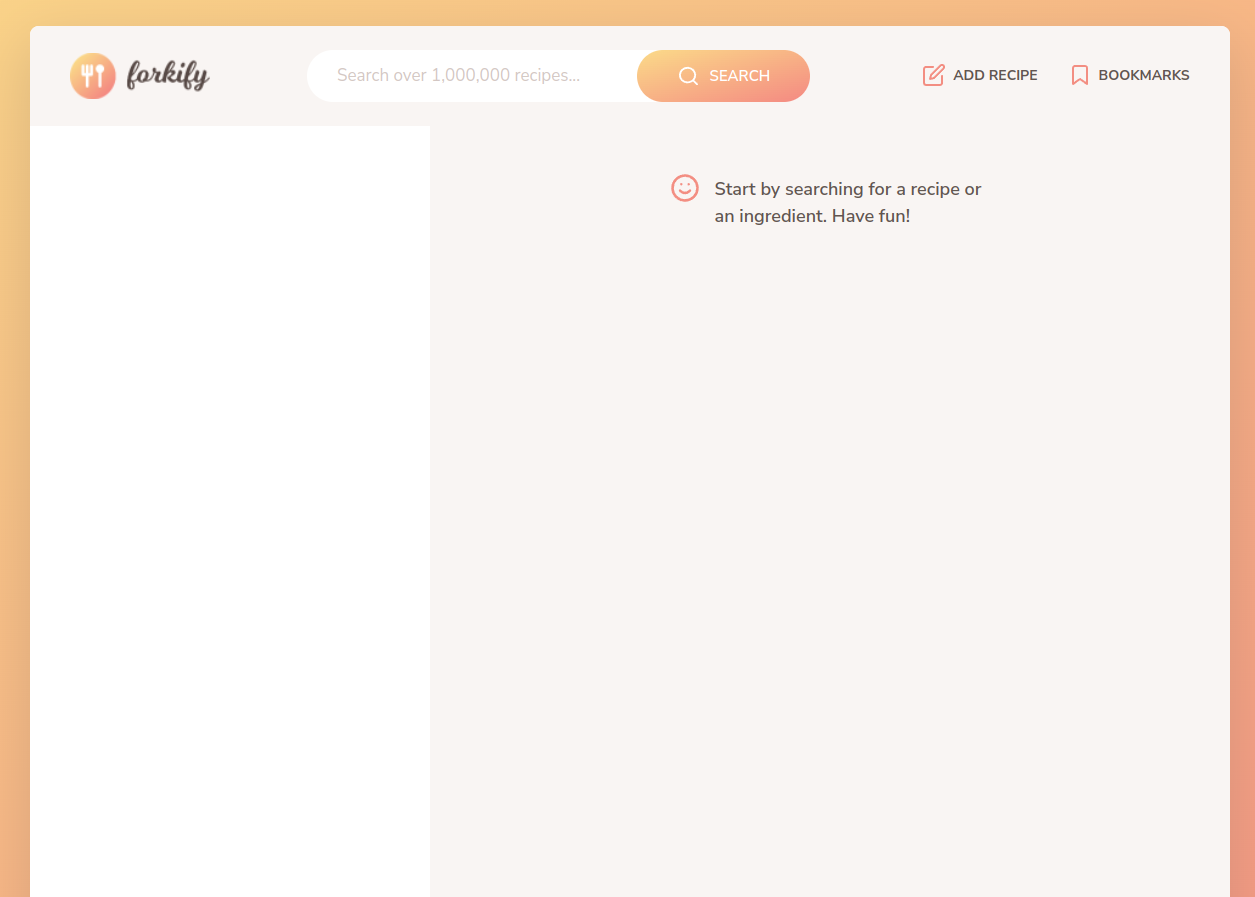 forkify
Search over 1,000,000 recipes...
SEARCH
ADD RECIPE
BOOKMARKS
Start by searching for a recipe or
an ingredient. Have fun!